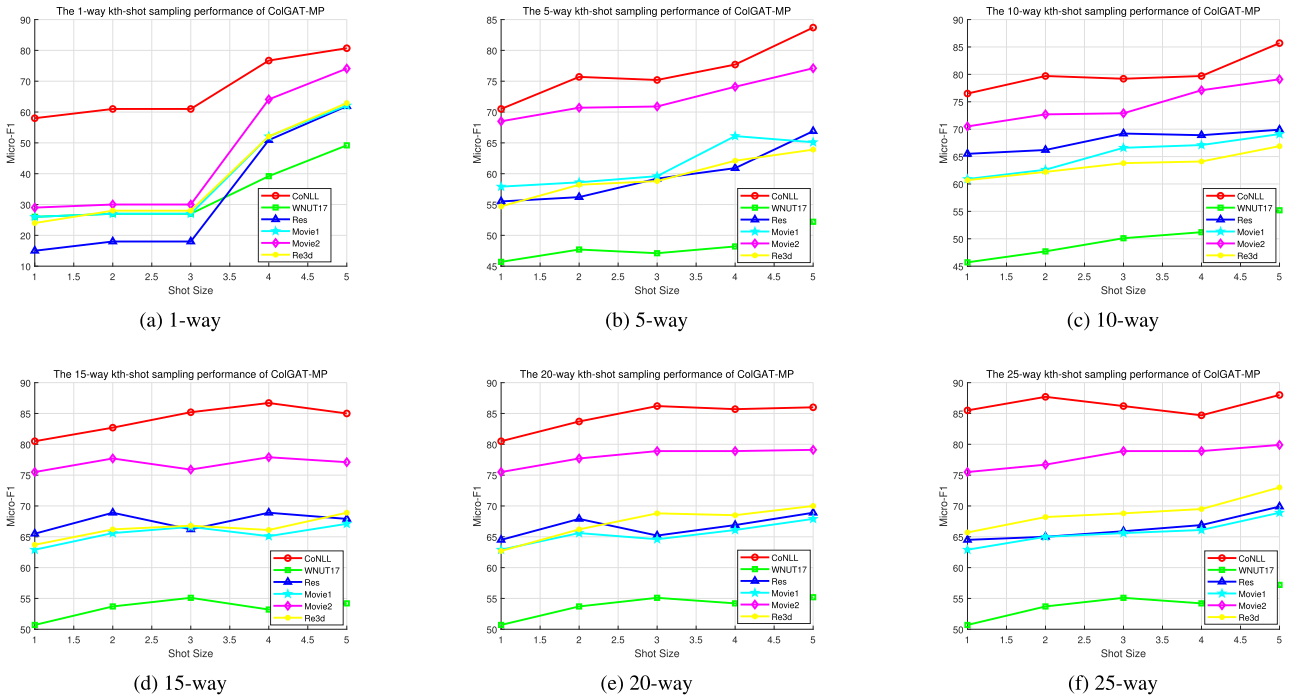 The 1-way kth-shot sampling performance of ColGAT-MP
Micro-F1
90
80
70
60
50
40
30
20
10
1 1.5 2 2.5 3 3.5 4 4.5 5
Shot Size
CoNLL
WNUT17
Res
Movie1
Movie2
Re3d
(a) 1-way
The 5-way kth-shot sampling performance of ColGAT-MP
Micro-F1
85
80
75
70
65
60
55
50
45
1 1.5 2 2.5 3 3.5 4 4.5 5
Shot Size
CoNLL
WNUT17
Res
Movie1
Movie2
Re3d
(b) 5-way
The 10-way kth-shot sampling performance of ColGAT-MP
Micro-F1
90
85
80
75
70
65
60
55
50
45
1 1.5 2 2.5 3 3.5 4 4.5 5
Shot Size
CoNLL
WNUT17
Res
Movie1
Movie2
Re3d
(c) 10-way
The 15-way kth-shot sampling performance of ColGAT-MP
Micro-F1
90
85
80
75
70
65
60
55
50
1 1.5 2 2.5 3 3.5 4 4.5 5
Shot Size
CoNLL
WNUT17
Res
Movie1
Movie2
Re3d
(d) 15-way
The 20-way kth-shot sampling performance of ColGAT-MP
Micro-F1
90
85
80
75
70
65
60
55
50
1 1.5 2 2.5 3 3.5 4 4.5 5
Shot Size
CoNLL
WNUT17
Res
Movie1
Movie2
Re3d
(e) 20-way
The 25-way kth-shot sampling performance of ColGAT-MP
Micro-F1
90
85
80
75
70
65
60
55
50
1 1.5 2 2.5 3 3.5 4 4.5 5
Shot Size
CoNLL
WNUT17
Res
Movie1
Movie2
Re3d
(f) 25-way